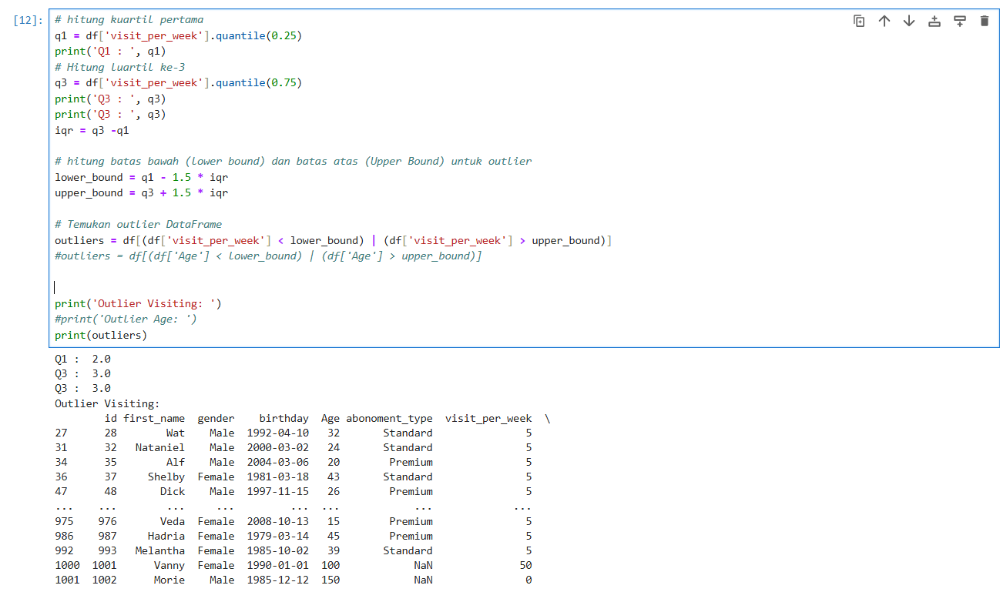 [12]:
# hitung kuartil pertama
q1 = df['visit_per_week'].quantile(0.25)
print('Q1 : ', q1)
# Hitung luartil ke-3
q3 = df['visit_per_week'].quantile(0.75)
print('Q3 : ', q3)
print('Q3 : ', q3)
iqr = q3 -q1
# hitung batas bawah (lower bound) dan batas atas (Upper Bound) untuk outlier
lower_bound = q1 - 1.5 * iqr
upper_bound = q3 + 1.5 * iqr
# Temukan outlier DataFrame
outliers = df[(df['visit_per_week'] < lower_bound) | (df['visit_per_week'] > upper_bound)]
#outliers = df[(df['Age'] < lower_bound) | (df['Age'] > upper_bound)]
print('Outlier Visiting: ')
#print('Outlier Age: ')
print(outliers)
Q1 :  2.0
Q3 :  3.0
Q3 :  3.0
Outlier Visiting:
id first_name  gender    birthday  Age abonoment_type  visit_per_week  \
27      28        Wat    Male  1992-04-10   32       Standard               5
31      32   Nataniel    Male  2000-03-02   24       Standard               5
34      35        Alf    Male  2004-03-06   20        Premium               5
36      37     Shelby  Female  1981-03-18   43       Standard               5
47      48       Dick    Male  1997-11-15   26        Premium               5
...    ...        ...     ...         ...  ...            ...             ...
975    976       Veda  Female  2008-10-13   15        Premium               5
986    987     Hadria  Female  1979-03-14   45        Premium               5
992    993   Melantha  Female  1985-10-02   39       Standard               5
1000  1001      Vanny  Female  1990-01-01  100            NaN              50
1001  1002      Morie    Male  1985-12-12  150            NaN               0